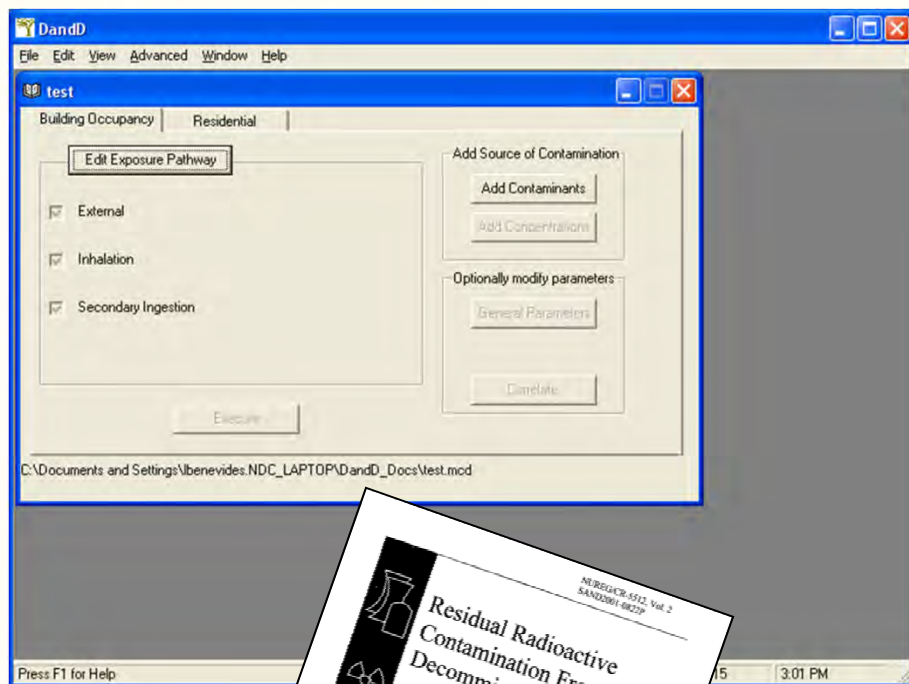 DandD
File Edit View Advanced Window Help
test
Building Occupancy Residential
Edit Exposure Pathway
External
Inhalation
Secondary Ingestion
Execute
Add Source of Contamination
Add Contaminants
Add Concentrations
Optionally modify parameters
General Parameters
Correlate
C:\Documents and Settings\lbenevides.NDC_LAPTOP\DandD_Docs\test.mcd
NUREG/CR-5512, Vol. 2
SAND2001-0822P
Residual Radioactive
Contamination From
Press F1 for Help
15 3:01 PM